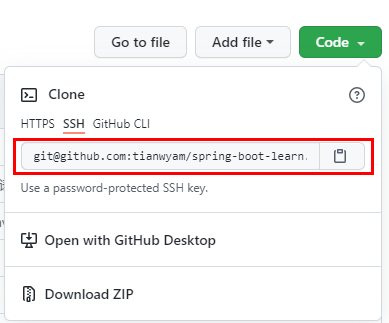 Go to file Add file Code
Clone
HTTPS SSH GitHub CLI
git@github.com:tianwyam/spring-boot-learn.
Use a password-protected SSH key.
Open with GitHub Desktop
Download ZIP